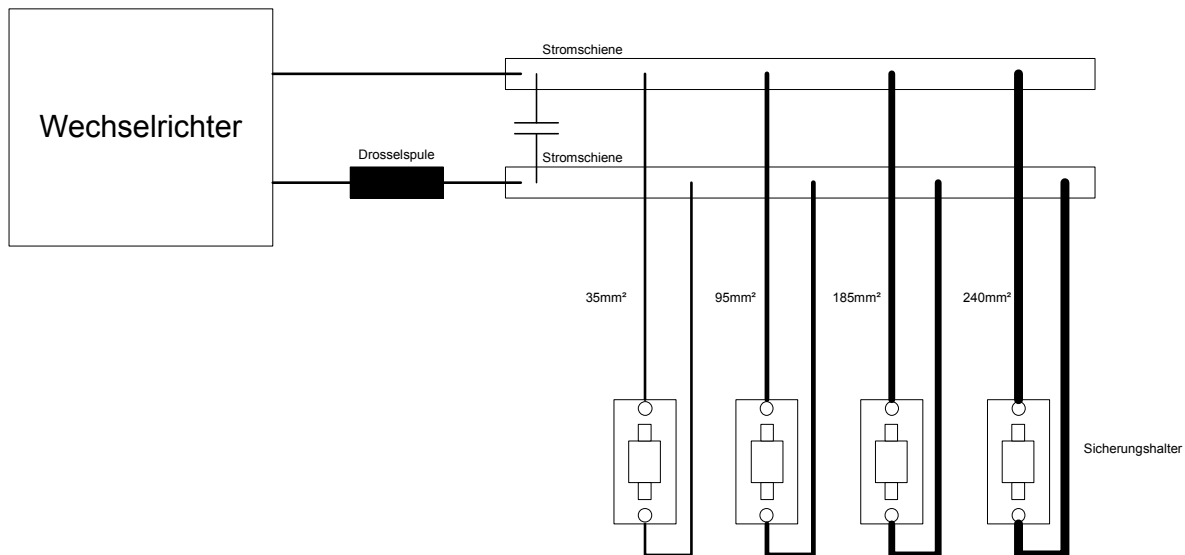 Stromschiene
Wechselrichter
Drosselspule
Stromschiene
35mm²
95mm²
185mm²
240mm²
Sicherungshalter